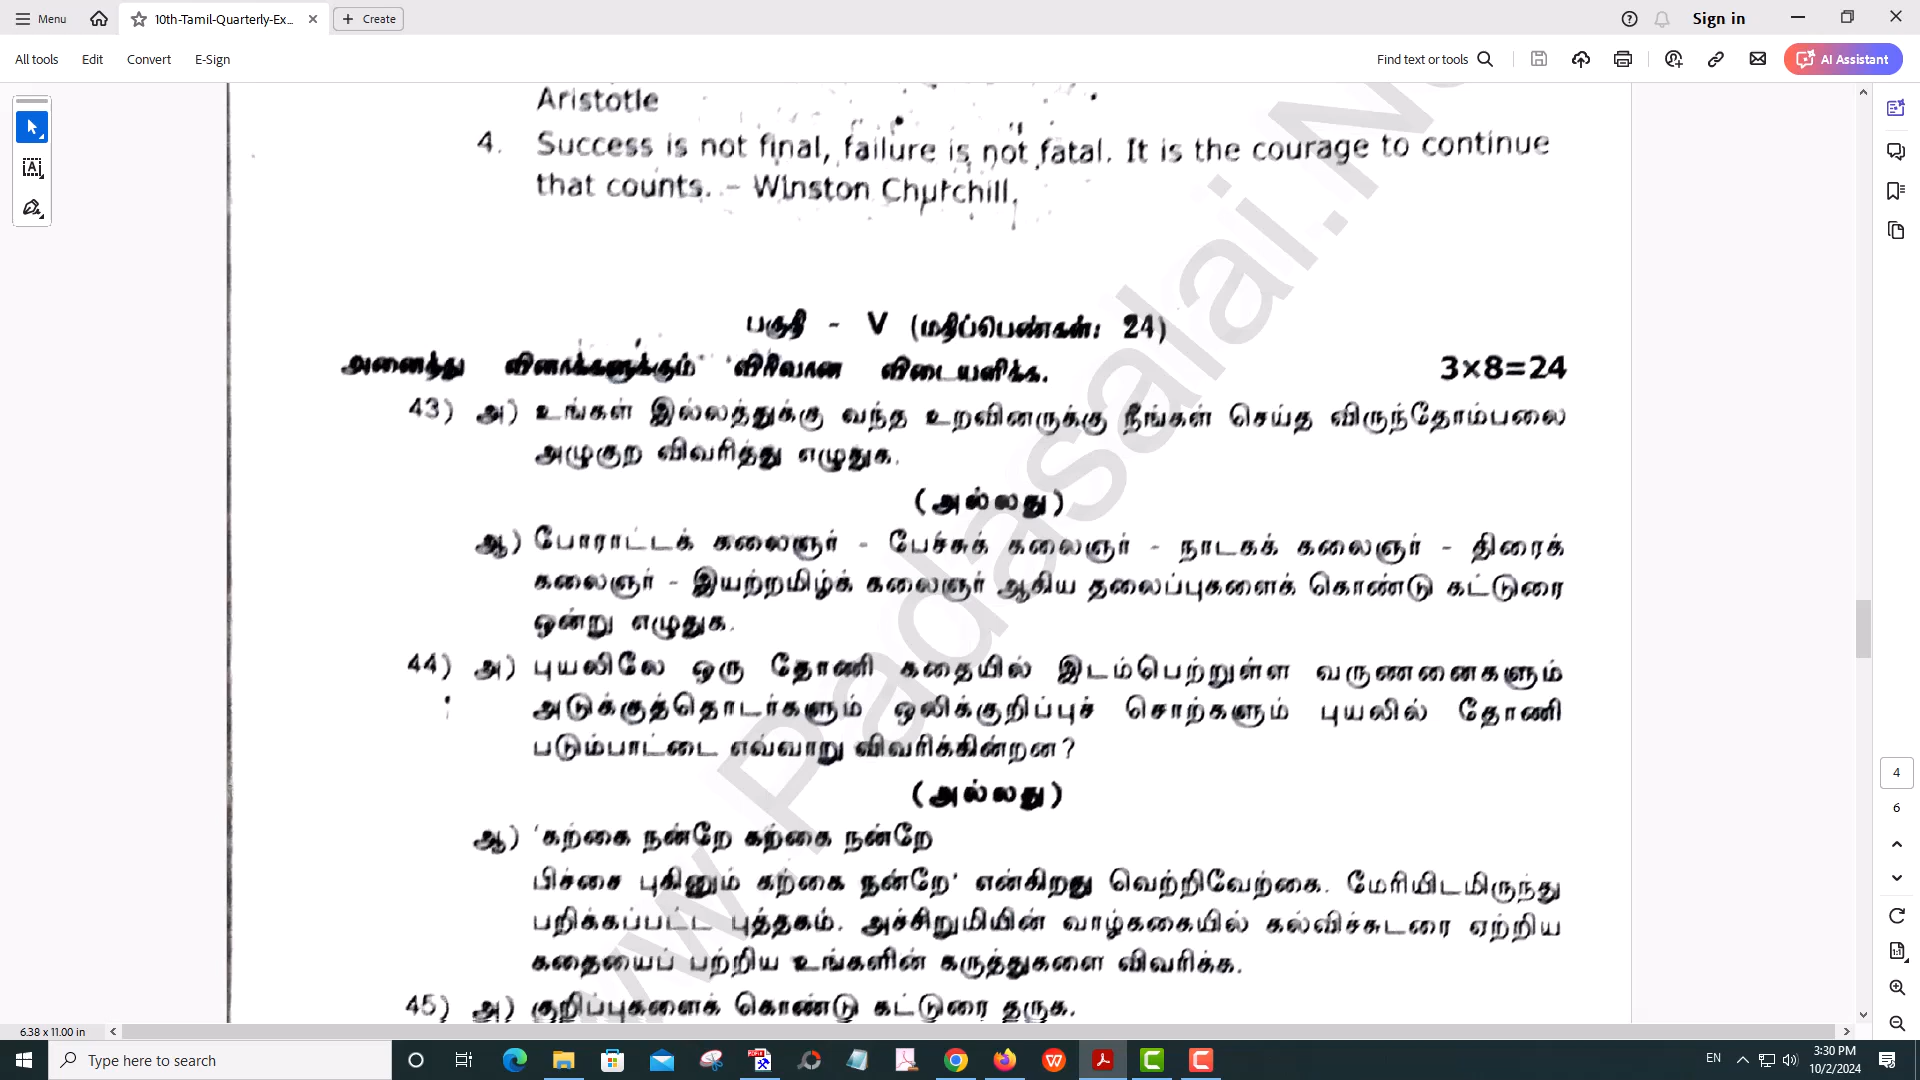 Menu
10th-Tamil-Quarterly-Ex...
Create
Sign in
All tools Edit Convert E-Sign
Find text or tools
AI Assistant
Aristotle
4. Success is not final, failure is not fatal. It is the courage to continue
that counts. – Winston Churchill.
பகுதி - V (மதிப்பெண்கள்: 24)
அனைத்து வினாக்களுக்கும் விரிவான விடையளிக்க. 3×8=24
43) அ) உங்கள் இல்லத்துக்கு வந்த உறவினருக்கு நீங்கள் செய்த விருந்தோம்பலை
அழுகுற விவரித்து எழுதுக.
(அல்லது)
ஆ) போராட்டக் கலைஞர் - பேச்சுக் கலைஞர் - நாடகக் கலைஞர் - திரைக்
கலைஞர் - இயற்றமிழ்க் கலைஞர் ஆகிய தலைப்புகளைக் கொண்டு கட்டுரை
ஒன்று எழுதுக.
44) அ) புயலிலே ஒரு தோணி கதையில் இடம்பெற்றுள்ள வருணனைகளும்
அடுக்குத்தொடர்களும் ஒலிக்குறிப்புச் சொற்களும் புயலில் தோணி
படும்பாட்டை எவ்வாறு விவரிக்கின்றன?
(அல்லது)
ஆ) 'கற்கை நன்றே கற்கை நன்றே
பிச்சை புகினும் கற்கை நன்றே' என்கிறது வெற்றிவேற்கை. மேரியிடமிருந்து
பறிக்கப்பட்ட புத்தகம். அச்சிறுமியின் வாழ்கையில் கல்விச்சுடரை ஏற்றிய
கதையைப் பற்றிய உங்களின் கருத்துகளை விவரிக்க.
45) அ) குறிப்புகளைக் கொண்டு கட்டுரை தருக.
www.Padasalai.Ne
4
6
6.38 x 11.00 in
Type here to search
EN
3:30 PM
10/2/2024